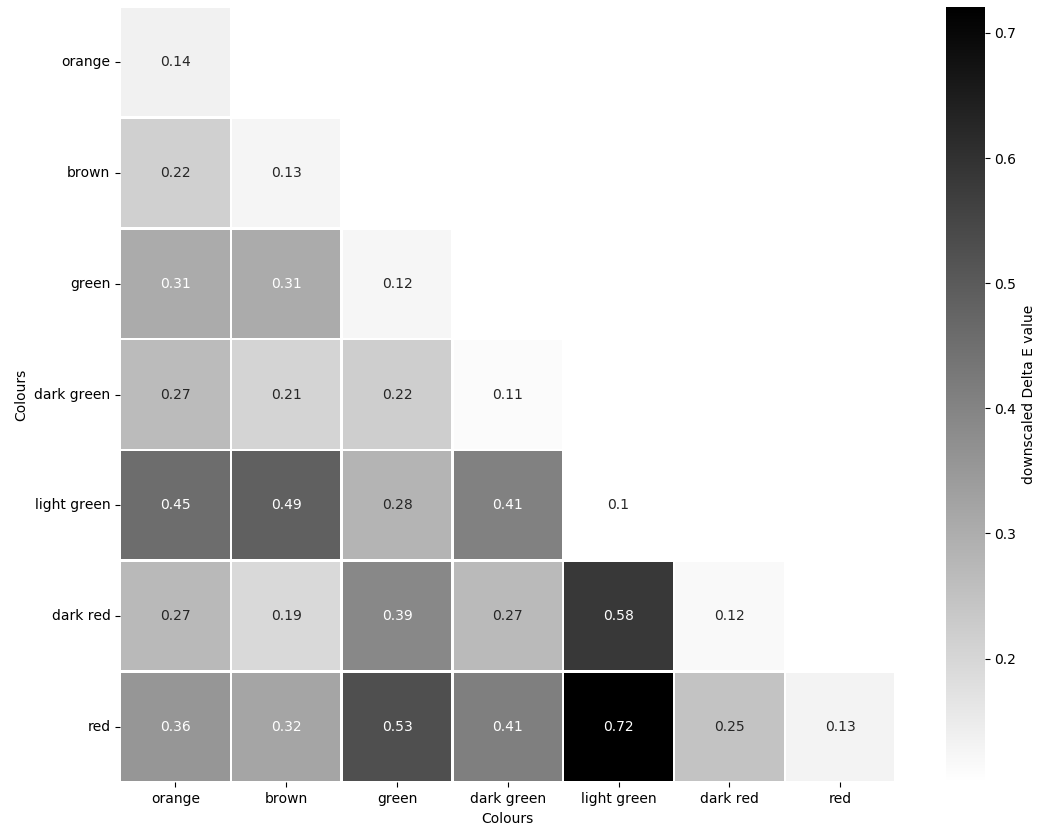 orange 0.14
brown 0.22 0.13
green 0.31 0.31 0.12
dark green 0.27 0.21 0.22 0.11
light green 0.45 0.49 0.28 0.41 0.1
dark red 0.27 0.19 0.39 0.27 0.58 0.12
red 0.36 0.32 0.53 0.41 0.72 0.25 0.13
orange brown green dark green light green dark red red
Colours
Colours
0.7
0.6
0.5
0.4
0.3
0.2
downscaled Delta E value